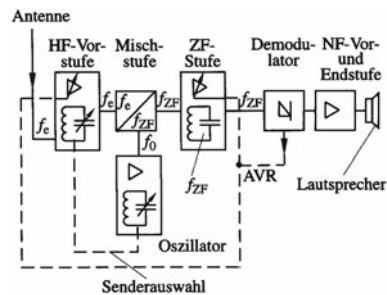 Antenne
HF-Vor-
stufe
Misch-
stufe
ZF-
Stufe
Demodu-
lator
NF-Vor-
und
Endstufe
fe
fe
fe
fZF
fZF
fZF
f0
fZF
AVR
Lautsprecher
Oszillator
Senderauswahl